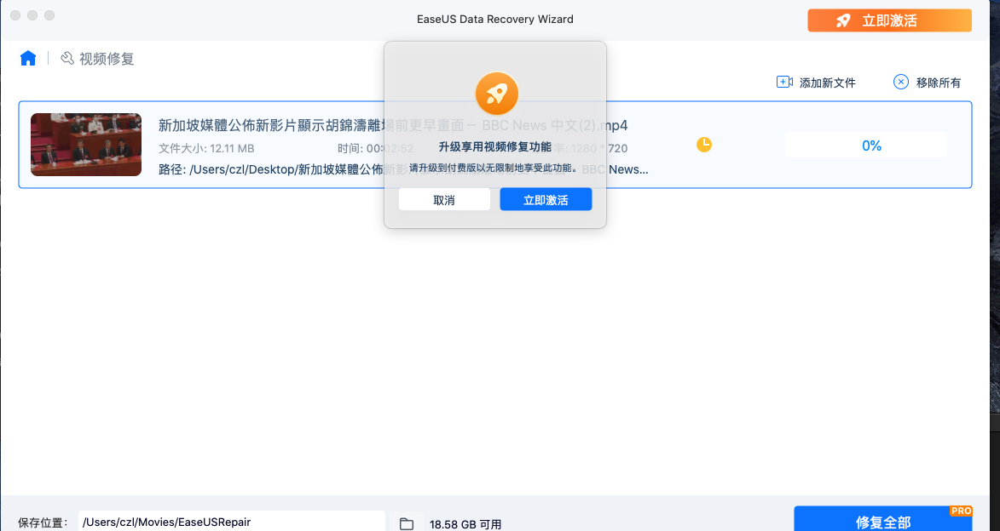 EaseUS Data Recovery Wizard
立即激活
视频修复
添加新文件
移除所有
新加坡媒體公佈新影片顯示胡錦濤離場前更早畫面－ BBC News 中文(2).mp4
文件大小: 12.11 MB
时间: 00:02:52
率: 1280 * 720
路径: /Users/czl/Desktop/新加坡媒體公佈新影 BBC News...
0%
升级享用视频修复功能
请升级到付费版以无限制地享受此功能。
取消
立即激活
保存位置:
/Users/czl/Movies/EaseUSRepair
18.58 GB 可用
修复全部
PRO